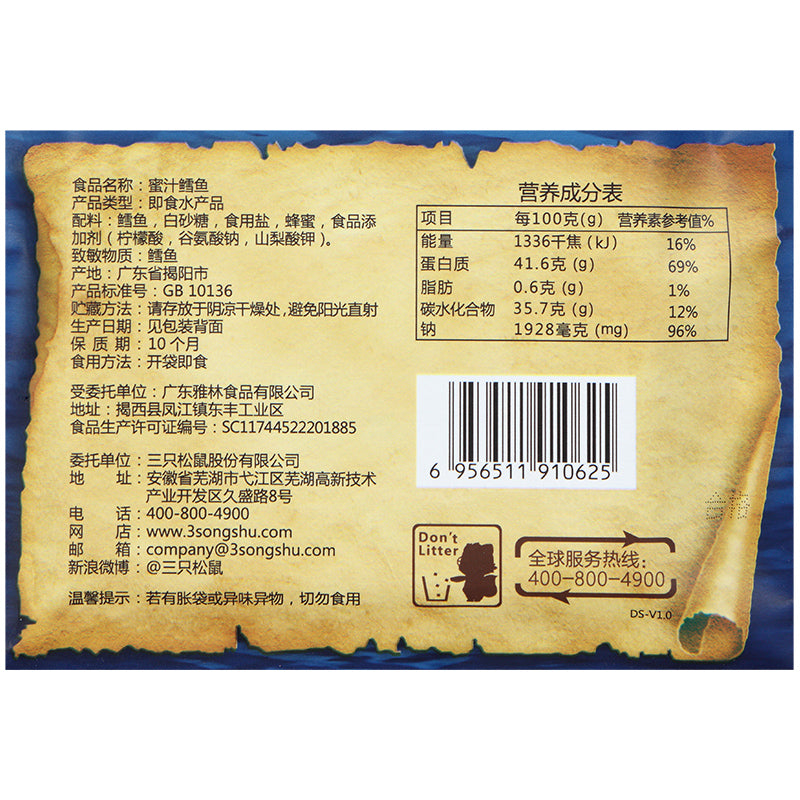 食品名称：蜜汁鳕鱼
产品类型：即食水产品
配料：鳕鱼，白砂糖，食用盐，蜂蜜，食品添
加剂（柠檬酸，谷氨酸钠，山梨酸钾）。
致敏物质：鳕鱼
产地：广东省揭阳市
产品标准号：GB 10136
贮藏方法：请存放于阴凉干燥处，避免阳光直射
生产日期：见包装背面
保 质 期：10个月
食用方法：开袋即食
受委托单位：广东雅林食品有限公司
地址：揭西县凤江镇东丰工业区
食品生产许可证编号：SC11744522201885
委托单位：三只松鼠股份有限公司
地 址：安徽省芜湖市弋江区芜湖高新技术
产业开发区久盛路8号
电 话：400-800-4900
网 店：www.3songshu.com
邮 箱：company@3songshu.com
新浪微博：@三只松鼠
温馨提示：若有胀袋或异味异物，切勿食用
营养成分表
项目 每100克(g) 营养素参考值%
能量 1336千焦 (kJ) 16%
蛋白质 41.6克 (g) 69%
脂肪 0.6克 (g) 1%
碳水化合物 35.7克 (g) 12%
钠 1928毫克 (mg) 96%
6 956511 910625
Don't
Litter
全球服务热线：
400-800-4900
DS-V1.0
合格